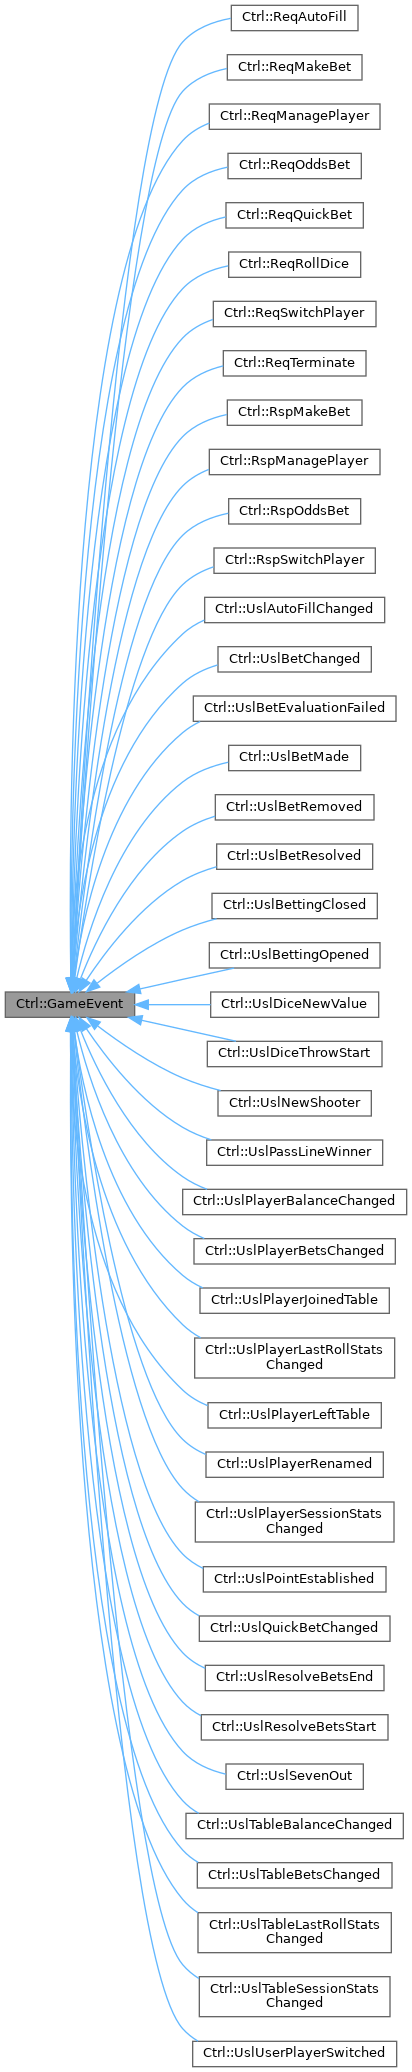 Ctrl::ReqAutoFill
Ctrl::ReqMakeBet
Ctrl::ReqManagePlayer
Ctrl::ReqOddsBet
Ctrl::ReqQuickBet
Ctrl::ReqRollDice
Ctrl::ReqSwitchPlayer
Ctrl::ReqTerminate
Ctrl::RspMakeBet
Ctrl::RspManagePlayer
Ctrl::RspOddsBet
Ctrl::RspSwitchPlayer
Ctrl::UslAutoFillChanged
Ctrl::UslBetChanged
Ctrl::UslBetEvaluationFailed
Ctrl::UslBetMade
Ctrl::UslBetRemoved
Ctrl::UslBetResolved
Ctrl::UslBettingClosed
Ctrl::UslBettingOpened
Ctrl::GameEvent
Ctrl::UslDiceNewValue
Ctrl::UslDiceThrowStart
Ctrl::UslNewShooter
Ctrl::UslPassLineWinner
Ctrl::UslPlayerBalanceChanged
Ctrl::UslPlayerBetsChanged
Ctrl::UslPlayerJoinedTable
Ctrl::UslPlayerLastRollStats
Changed
Ctrl::UslPlayerLeftTable
Ctrl::UslPlayerRenamed
Ctrl::UslPlayerSessionStats
Changed
Ctrl::UslPointEstablished
Ctrl::UslQuickBetChanged
Ctrl::UslResolveBetsEnd
Ctrl::UslResolveBetsStart
Ctrl::UslSevenOut
Ctrl::UslTableBalanceChanged
Ctrl::UslTableBetsChanged
Ctrl::UslTableLastRollStats
Changed
Ctrl::UslTableSessionStats
Changed
Ctrl::UslUserPlayerSwitched